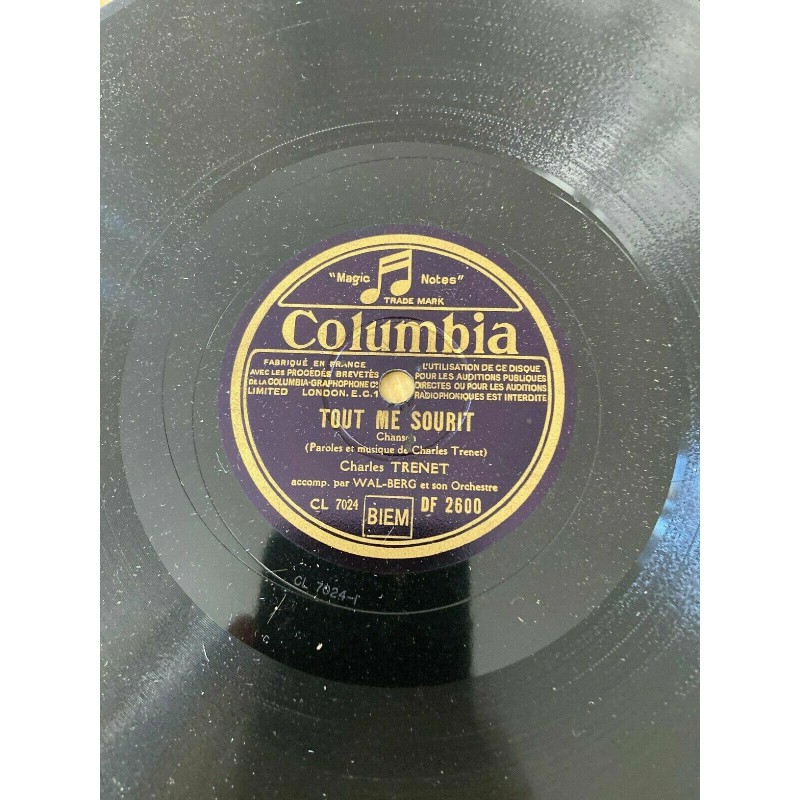 "Magic Notes"
TRADE MARK
Columbia
FABRIQUÉ EN FRANCE
AVEC LES PROCÉDÉS BREVETÉS
DE LA COLUMBIA-GRAPHOPHONE Cº
LIMITED LONDON. E.C.1
L'UTILISATION DE CE DISQUE
POUR LES AUDITIONS PUBLIQUES
DIRECTES OU POUR LES AUDITIONS
RADIOPHONIQUES EST INTERDITE
TOUT ME SOURIT
Chanson
(Paroles et musique de Charles Trenet)
Charles TRENET
accomp. par WAL-BERG et son Orchestre
CL 7024 BIEM DF 2600
CL 7024-1